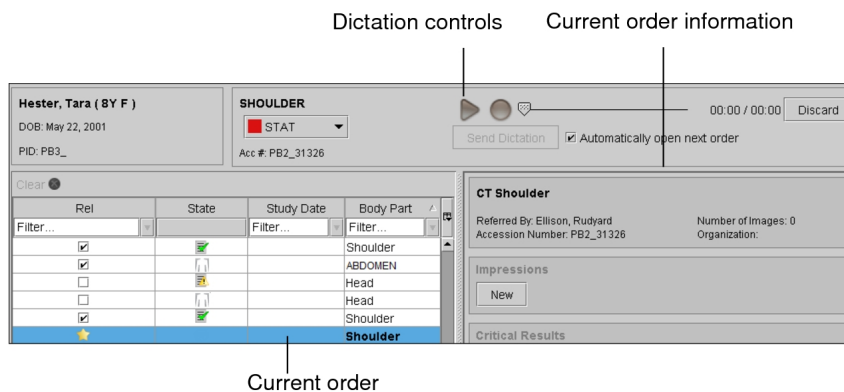 Dictation controls
Current order information
Hester, Tara ( 8Y F )
DOB: May 22, 2001
PID: PB3_
SHOULDER
STAT
Acc #: PB2_31326
00:00 / 00:00
Discard
Send Dictation
Automatically open next order
Clear
Rel State Study Date Body Part
Filter... Filter... Filter...
Shoulder
ABDOMEN
Head
Head
Shoulder
Shoulder
CT Shoulder
Referred By: Ellison, Rudyard Number of Images: 0
Accession Number: PB2_31326 Organization:
Impressions
New
Critical Results
Current order